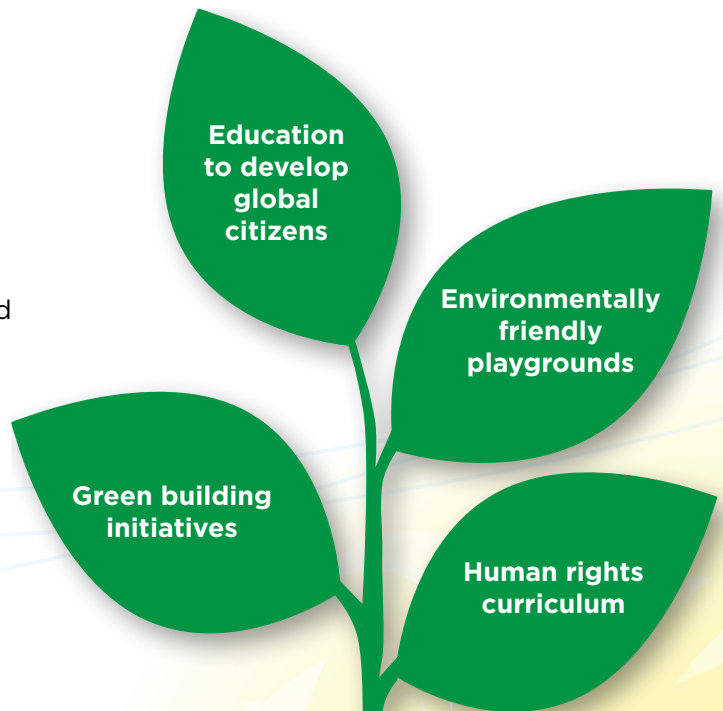 Education
to develop
global
citizens
d
Environmentally
friendly
playgrounds
Green building
initiatives
Human rights
curriculum